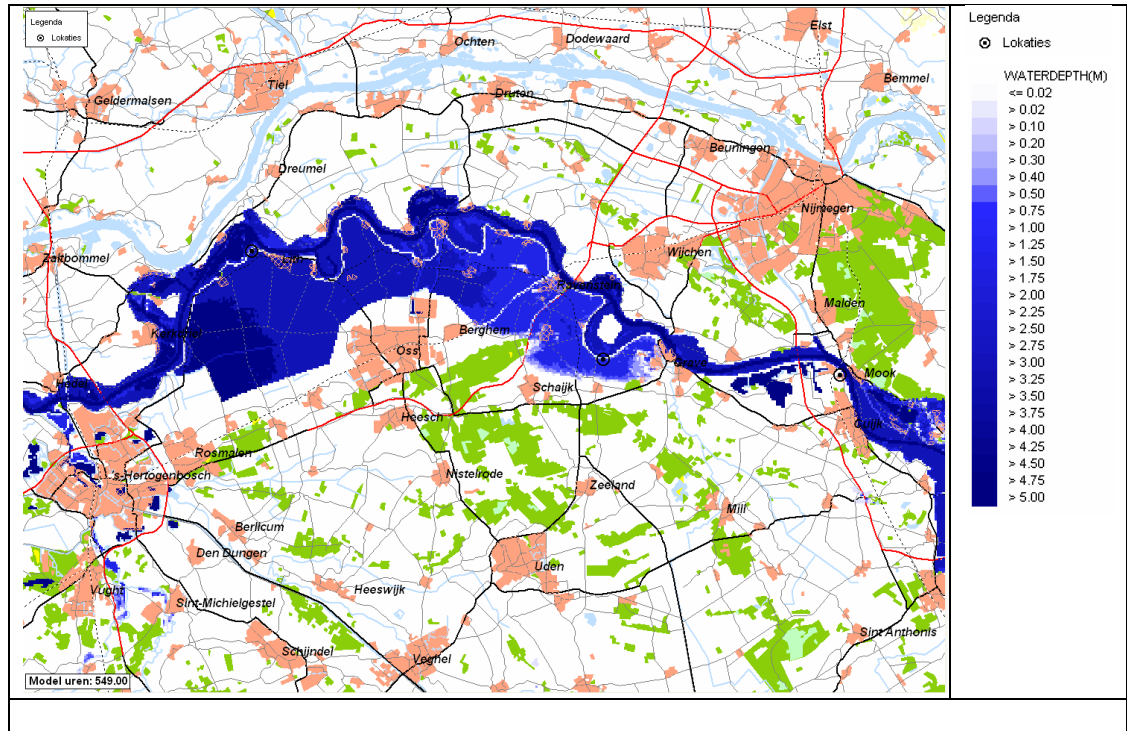 Legenda
Lokaties
Elst
Ochten
Dodewaard
Bemmel
Tiel
Geldermalsen
Druten
Beuningen
Dreumel
Nijmegen
Zaltbommel
Wijchen
Ravenstein
Malden
Kerkdriel
Berghem
Oss
Grave
Mook
Hedel
Schaijk
Heesch
Cuijk
Rosmalen
's-Hertogenbosch
Nistelrode
Zeeland
Mill
Berlicum
Den Dungen
Uden
Vught
Heeswijk
Sint-Michielgestel
Sint Anthonis
Schijndel
Veghel
Model uren: 549.00
Legenda
Lokaties
WATERDEPTH(M)
<= 0.02
> 0.02
> 0.10
> 0.20
> 0.30
> 0.40
> 0.50
> 0.75
> 1.00
> 1.25
> 1.50
> 1.75
> 2.00
> 2.25
> 2.50
> 2.75
> 3.00
> 3.25
> 3.50
> 3.75
> 4.00
> 4.25
> 4.50
> 4.75
> 5.00